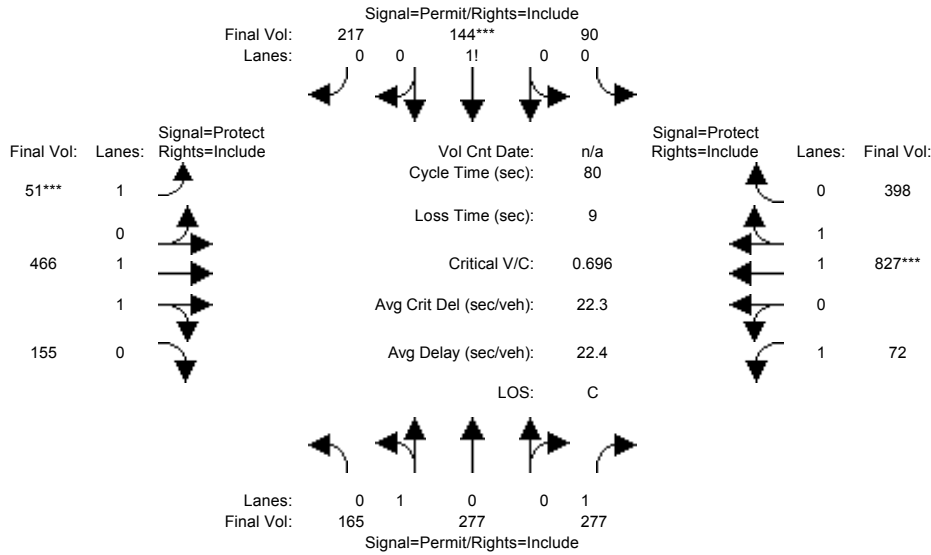 Signal=Permit/Rights=Include
Final Vol: 217 144*** 90
Lanes: 0 0 1! 0 0
Signal=Protect Signal=Protect
Final Vol: Lanes: Rights=Include Vol Cnt Date: n/a Rights=Include Lanes: Final Vol:
Cycle Time (sec): 80
51*** 1 0 398
Loss Time (sec): 9
0 1
466 1 Critical V/C: 0.696 1 827***
1 Avg Crit Del (sec/veh): 22.3 0
155 0 Avg Delay (sec/veh): 22.4 1 72
LOS: C
Lanes: 0 1 0 0 1
Final Vol: 165 277 277
Signal=Permit/Rights=Include